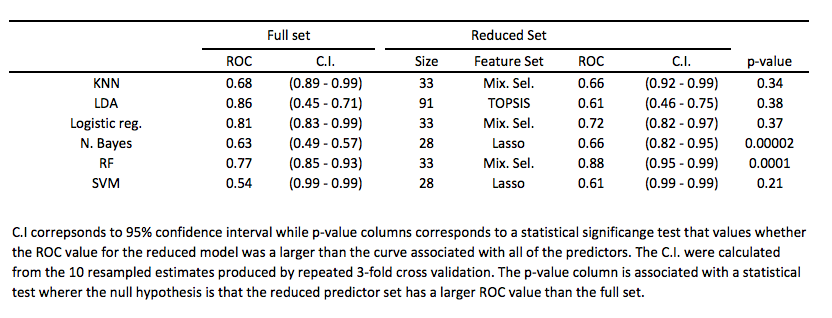 Full set Reduced Set
ROC C.I. Size Feature Set ROC C.I. p-value
KNN 0.68 (0.89 - 0.99) 33 Mix. Sel. 0.66 (0.92 - 0.99) 0.34
LDA 0.86 (0.45 - 0.71) 91 TOPSIS 0.61 (0.46 - 0.75) 0.38
Logistic reg. 0.81 (0.83 - 0.99) 33 Mix. Sel. 0.72 (0.82 - 0.97) 0.37
N. Bayes 0.63 (0.49 - 0.57) 28 Lasso 0.66 (0.82 - 0.95) 0.00002
RF 0.77 (0.85 - 0.93) 33 Mix. Sel. 0.88 (0.95 - 0.99) 0.0001
SVM 0.54 (0.99 - 0.99) 28 Lasso 0.61 (0.99 - 0.99) 0.21
C.I correpsonds to 95% confidence interval while p-value columns corresponds to a statistical significange test that values whether
the ROC value for the reduced model was a larger than the curve associated with all of the predictors. The C.I. were calculated
from the 10 resampled estimates produced by repeated 3-fold cross validation. The p-value column is associated with a statistical
test wherer the null hypothesis is that the reduced predictor set has a larger ROC value than the full set.